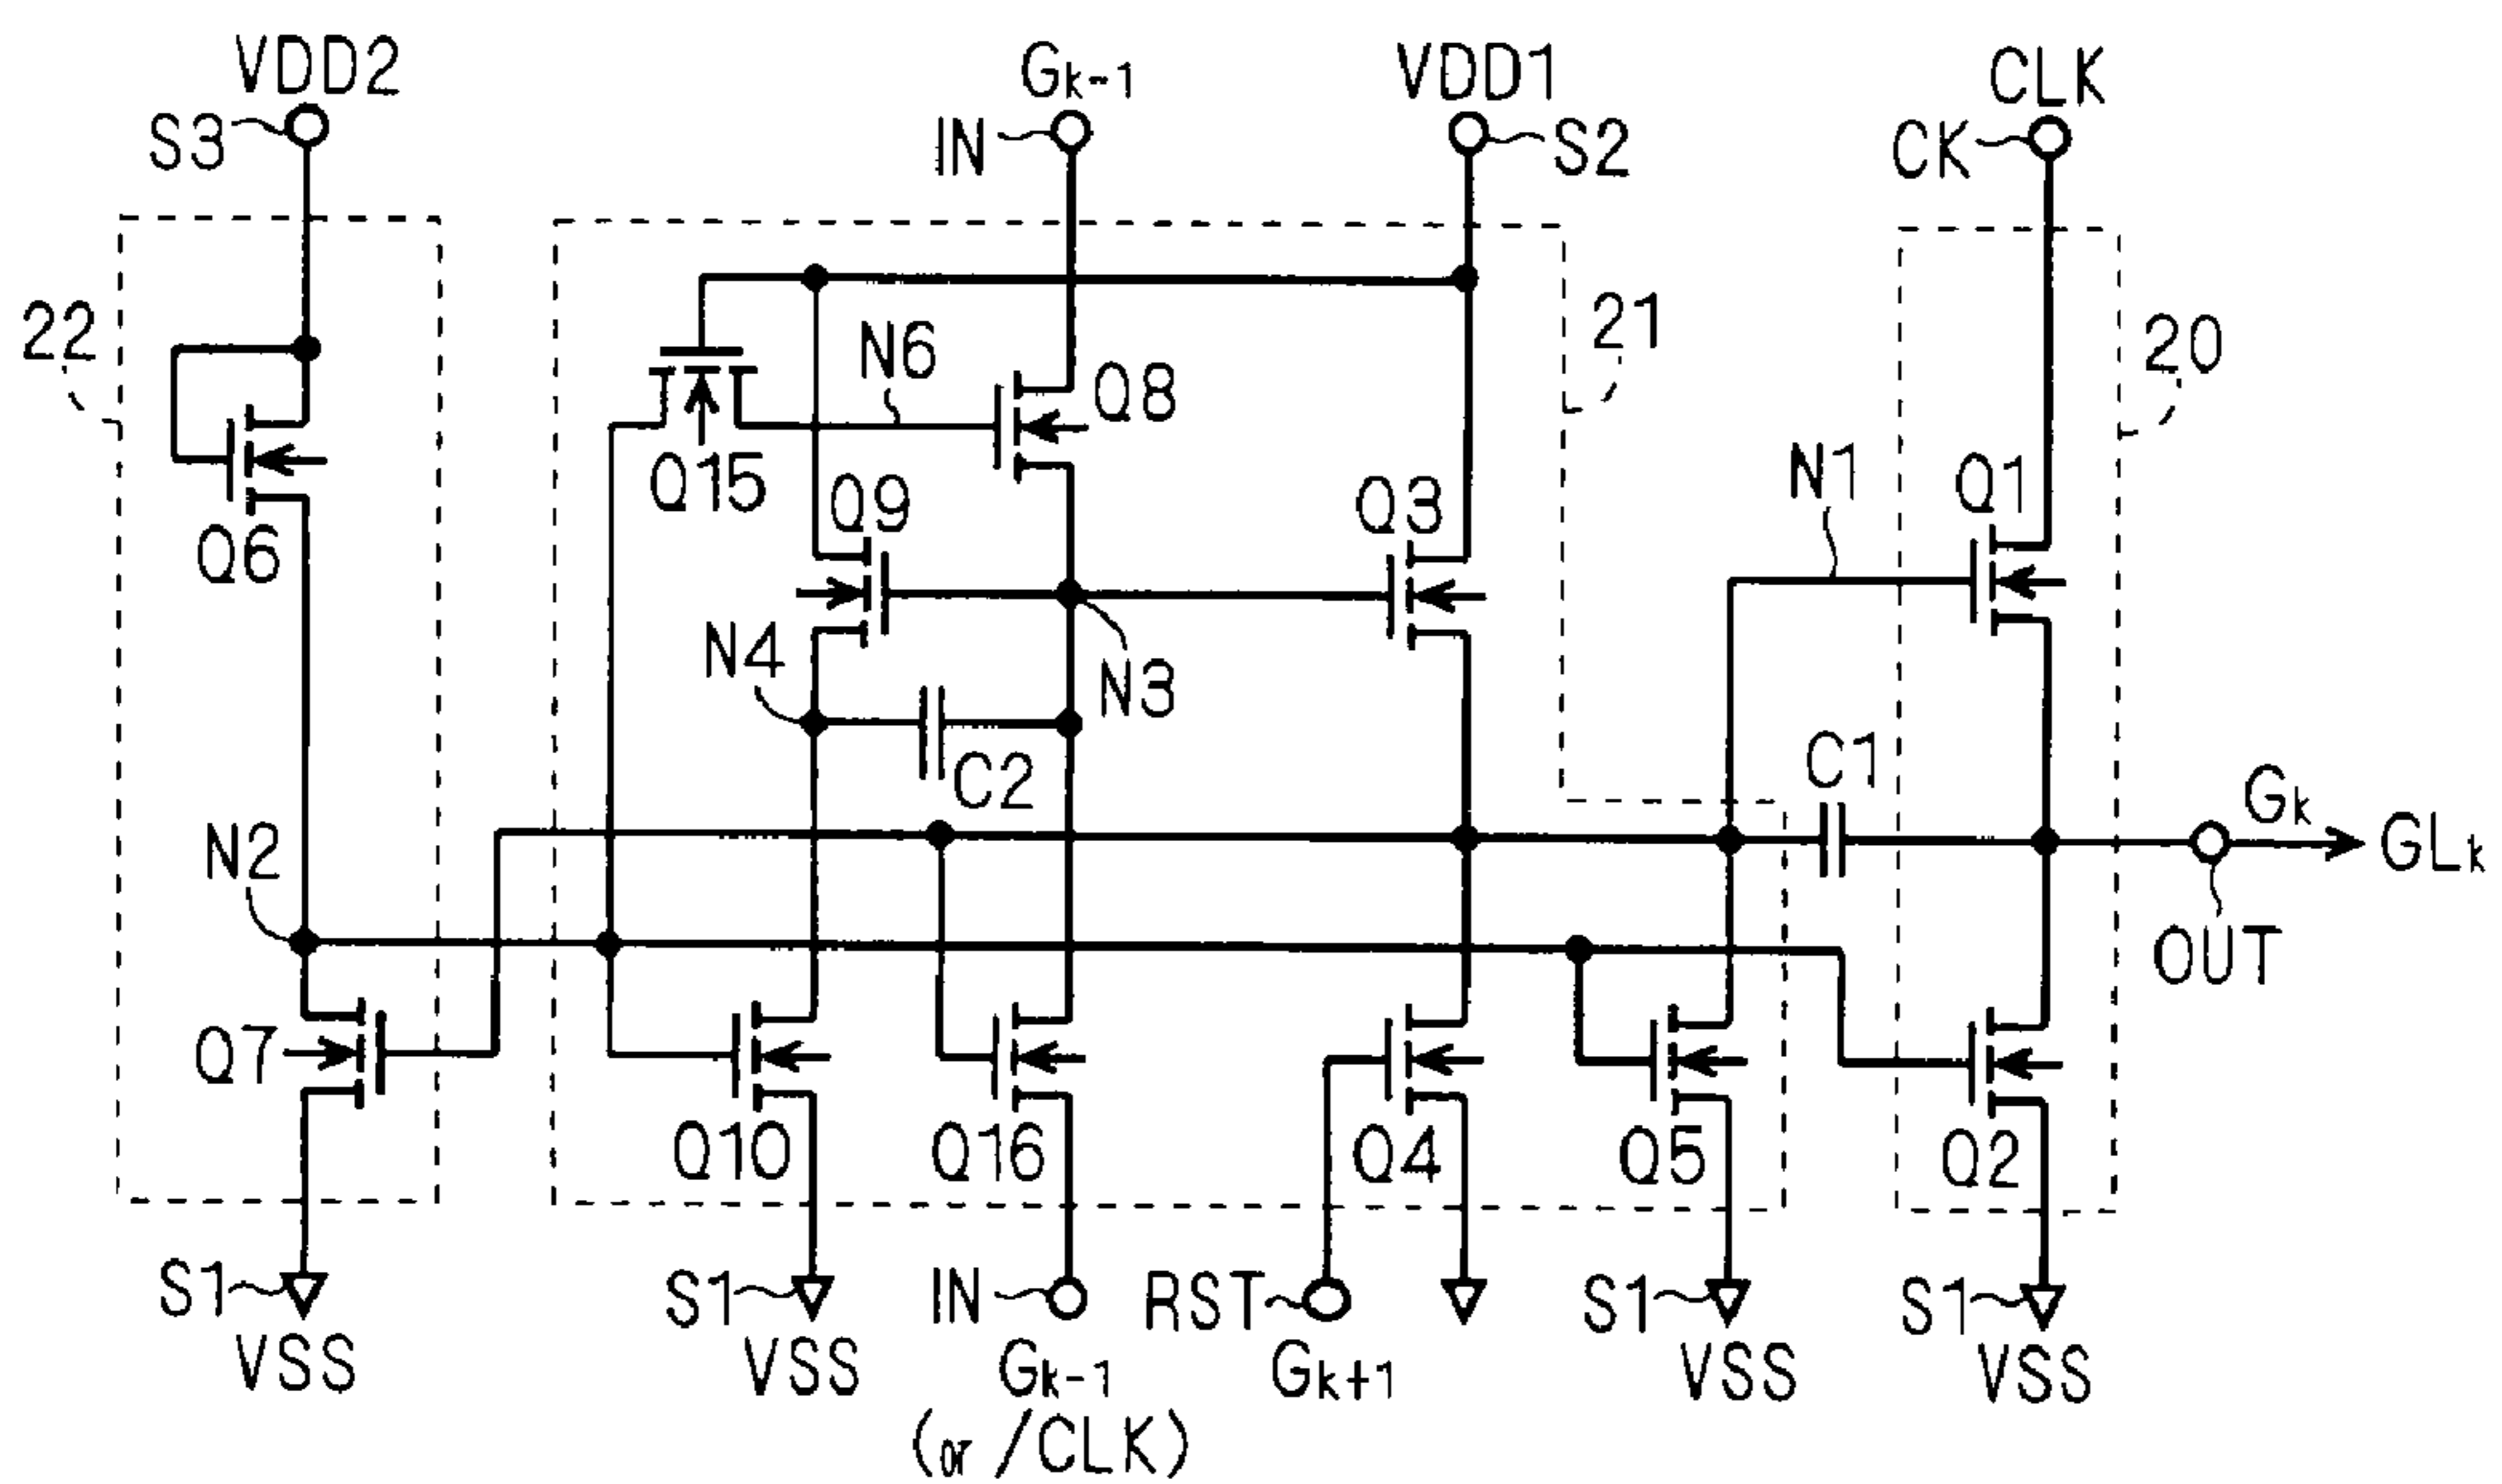 VDD2
Gk-1
VDD1
CLK
S3
IN
S2
CK
22
N6
Q8
21
20
Q15
Q9
Q3
N1
Q1
Q6
N4
N3
C2
C1
Gk
GLk
N2
OUT
Q7
Q10
Q16
Q4
Q5
Q2
S1
S1
IN
RST
S1
S1
VSS
VSS
Gk-1
Gk+1
VSS
VSS
(or /CLK)